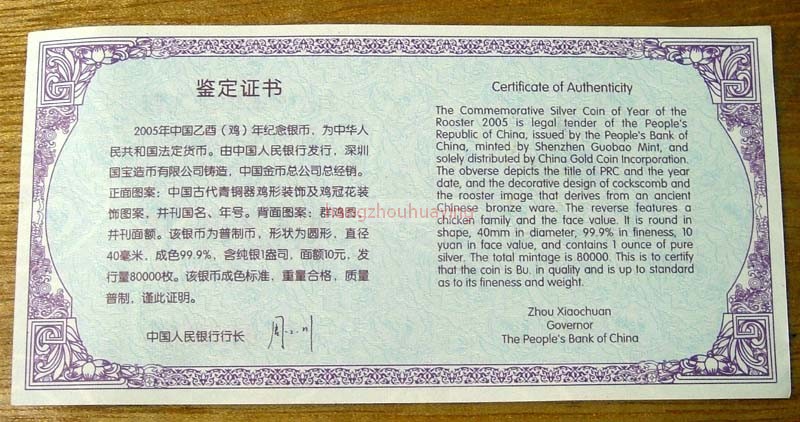 鉴定证书
2005年中国乙酉（鸡）年纪念银币，为中华人
民共和国法定货币。由中国人民银行发行，深圳
国宝造币有限公司铸造，中国金币总公司总经销。
正面图案：中国古代青铜器鸡形装饰及鸡冠花装
饰图案，并刊国名、年号。背面图案：群鸡图，
并刊面额。该银币为普制币，形状为圆形，直径
40毫米，成色99.9%，含纯银1盎司，面额10元，发
行量80000枚。该银币成色标准，重量合格，质量
普制，谨此证明。
中国人民银行行长
Certificate of Authenticity
The Commemorative Silver Coin of Year of the
Rooster 2005 is legal tender of the People's
Republic of China, issued by the People's Bank of
China, minted by Shenzhen Guobao Mint, and
solely distributed by China Gold Coin Incorporation.
The obverse depicts the title of PRC and the year
date, and the decorative design of cockscomb and
the rooster image that derives from an ancient
Chinese bronze ware. The reverse features a
chicken family and the face value. It is round in
shape, 40mm in diameter, 99.9% in fineness, 10
yuan in face value, and contains 1 ounce of pure
silver. The total mintage is 80000. This is to certify
that the coin is Bu. in quality and is up to standard
as to its fineness and weight.
Zhou Xiaochuan
Governor
The People's Bank of China